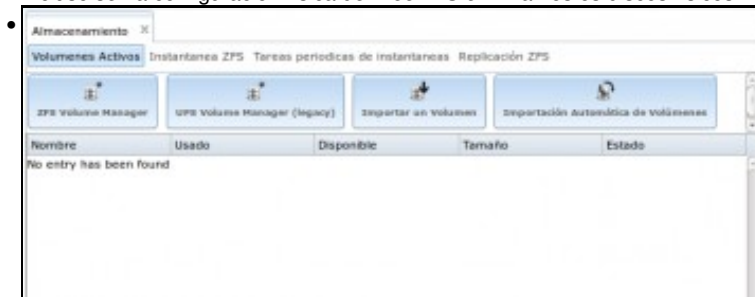 Almacenamiento
Volumenes Activos Instantanea ZFS Tareas periodicas de instantaneas Replicación ZFS
ZFS Volume Manager UFS Volume Manager (legacy) Importar un Volumen Importación Automática de Volúmenes
Nombre Usado Disponible Tamaño Estado
No entry has been found